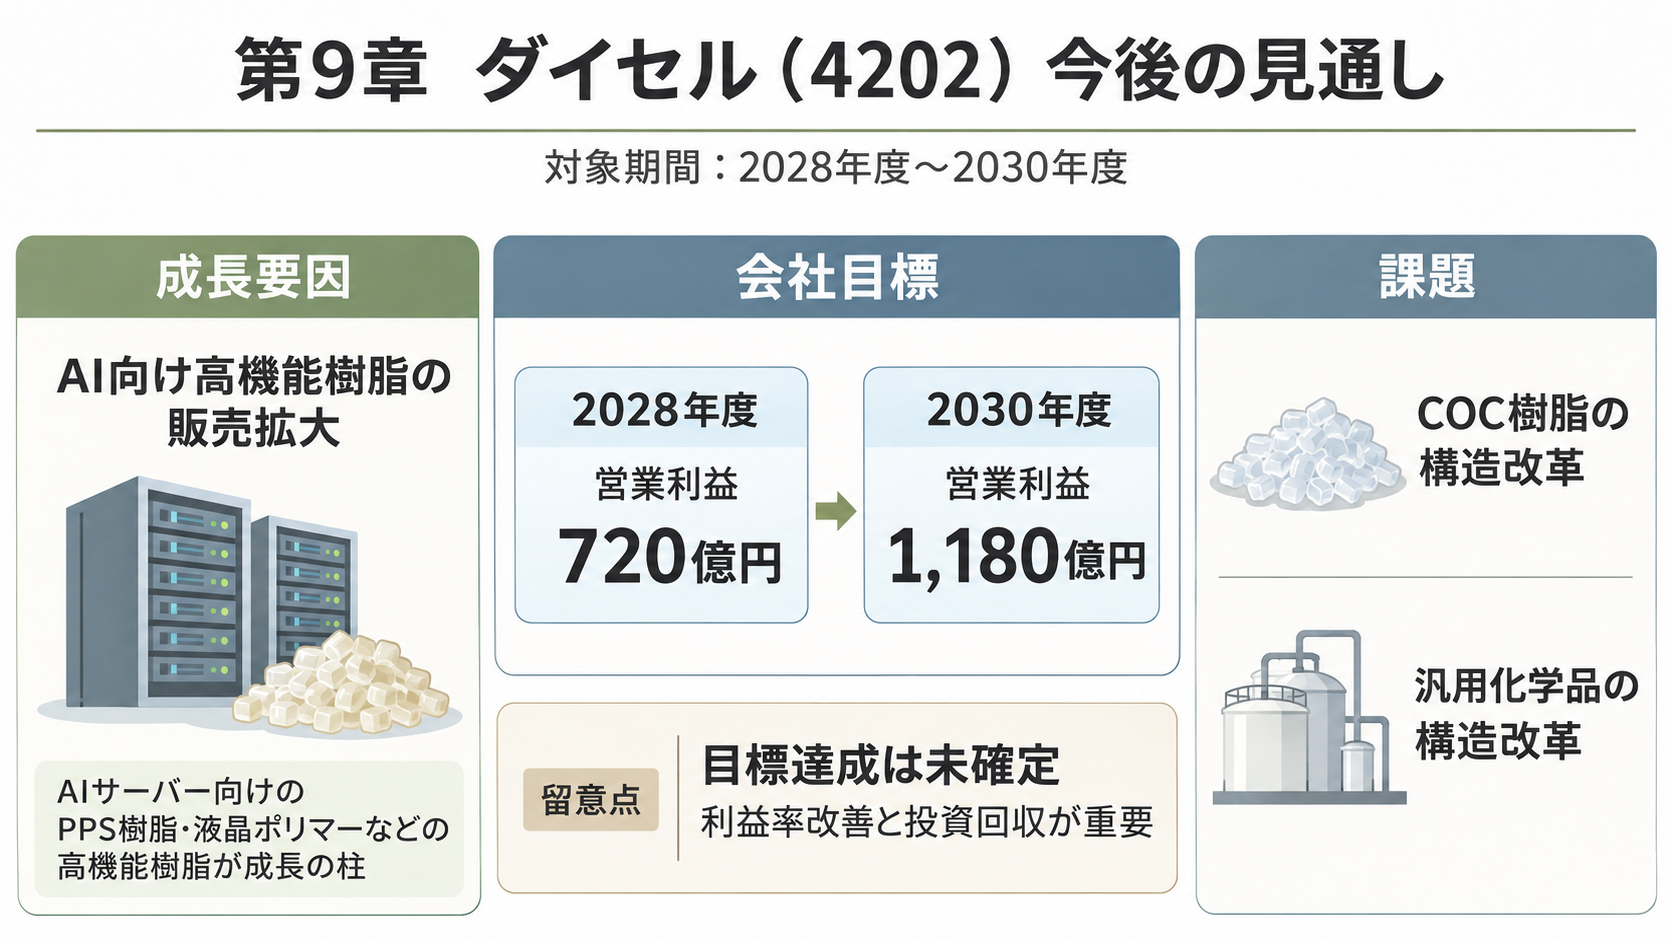 第9章 ダイセル（4202）今後の見通し
対象期間：2028年度～2030年度
成長要因
AI向け高機能樹脂の
販売拡大
AIサーバー向けの
PPS樹脂・液晶ポリマーなどの
高機能樹脂が成長の柱
会社目標
2028年度
営業利益
720億円
2030年度
営業利益
1,180億円
留意点
目標達成は未確定
利益率改善と投資回収が重要
課題
COC樹脂の
構造改革
汎用化学品の
構造改革